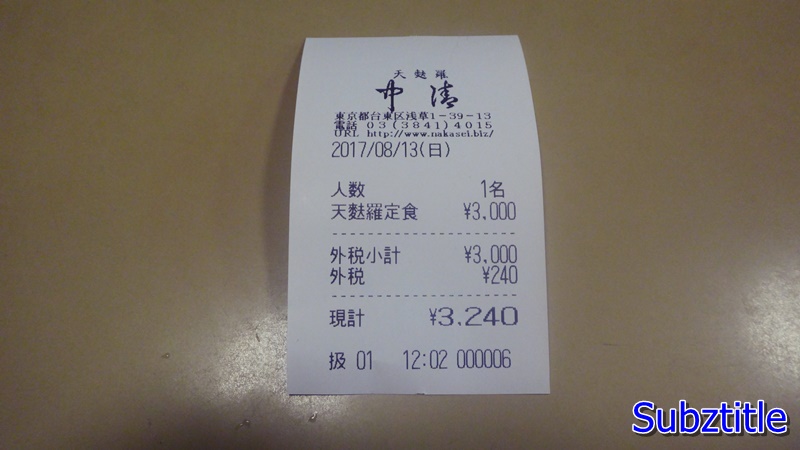 天麩羅
中清
東京都台東区浅草1-39-13
電話 03(3841)4015
URL http://www.nakasei.biz/
2017/08/13(日)
人数 1名
天麩羅定食 ¥3,000
外税小計 ¥3,000
外税 ¥240
現計 ¥3,240
扱 01 12:02 000006
Subztitle